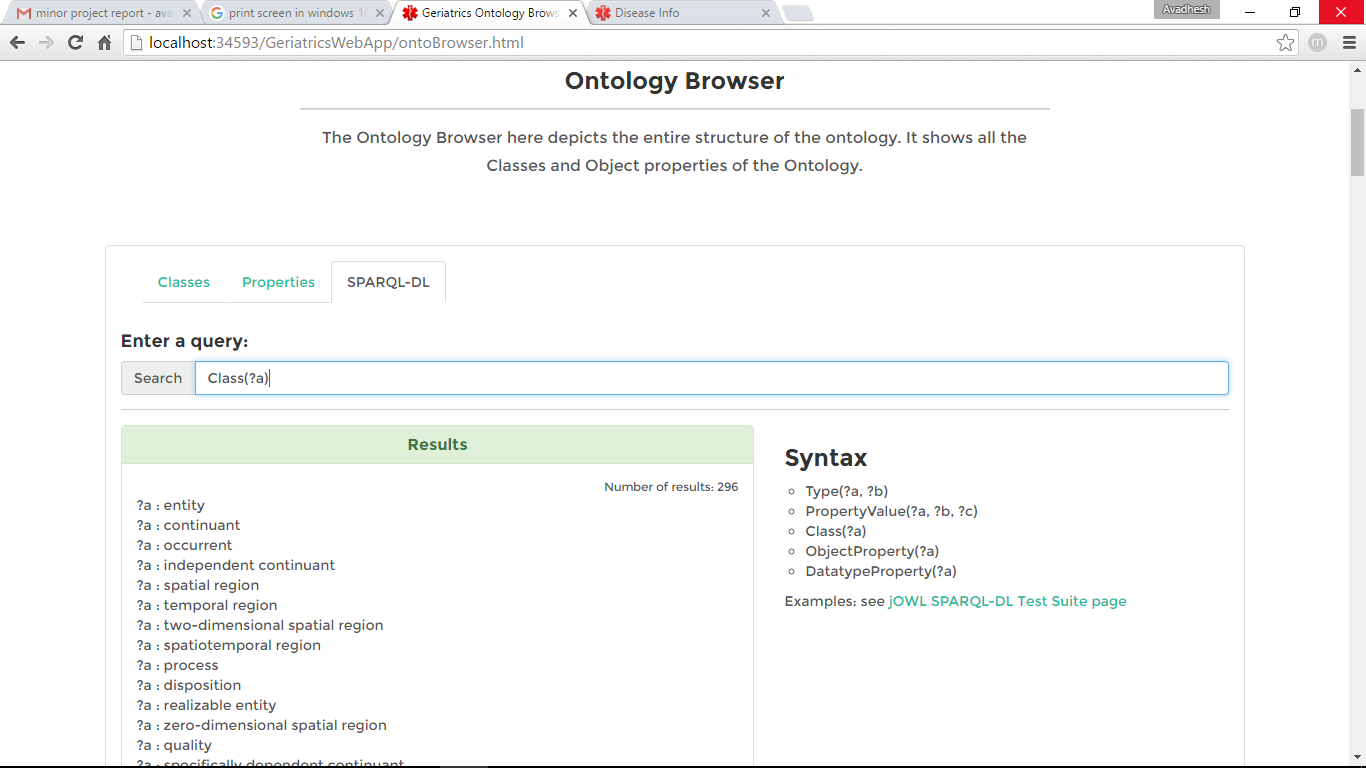 minor project report - ava
print screen in windows 1
Geriatrics Ontology Brows
Disease Info
Avadhesh
localhost:34593/GeriatricsWebApp/ontoBrowser.html
m
Ontology Browser
The Ontology Browser here depicts the entire structure of the ontology. It shows all the
Classes and Object properties of the Ontology.
Classes
Properties
SPARQL-DL
Enter a query:
Search
Class(?a)
Results
Number of results: 296
?a : entity
?a : continuant
?a : occurrent
?a : independent continuant
?a : spatial region
?a : temporal region
?a : two-dimensional spatial region
?a : spatiotemporal region
?a : process
?a : disposition
?a : realizable entity
?a : zero-dimensional spatial region
?a : quality
?a : specifically dependent continuant
Syntax
Type(?a, ?b)
PropertyValue(?a, ?b, ?c)
Class(?a)
ObjectProperty(?a)
DatatypeProperty(?a)
Examples: see jOWL SPARQL-DL Test Suite page